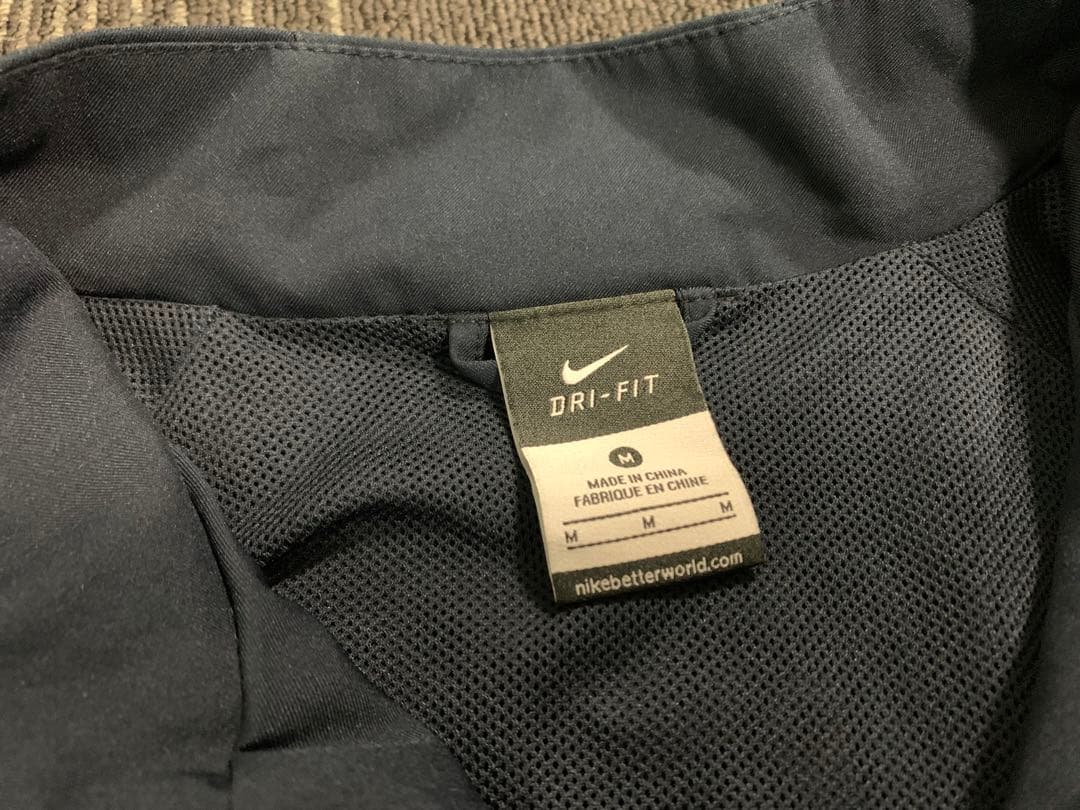 DRI-FIT
M
MADE IN CHINA
FABRIQUE EN CHINE
M M M
nikebetterworld.com